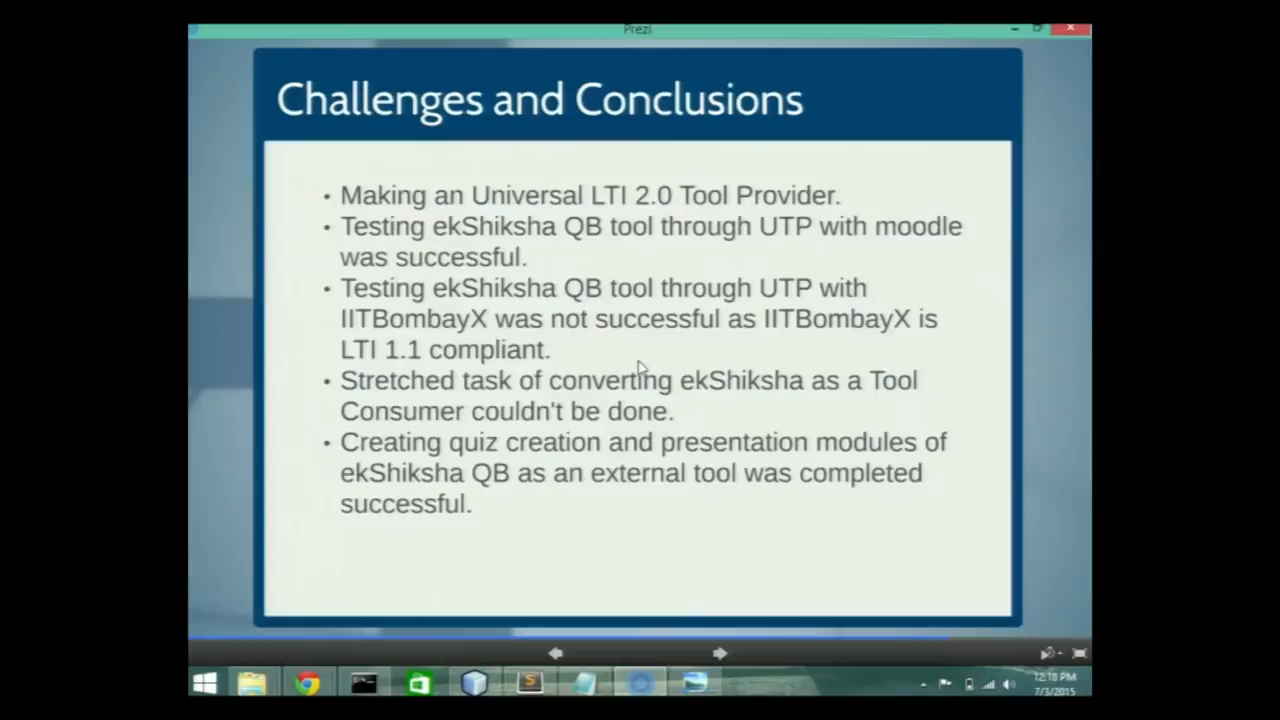 Prezi
Challenges and Conclusions
• Making an Universal LTI 2.0 Tool Provider.
• Testing ekShiksha QB tool through UTP with moodle
was successful.
• Testing ekShiksha QB tool through UTP with
IITBombayX was not successful as IITBombayX is
LTI 1.1 compliant.
• Stretched task of converting ekShiksha as a Tool
Consumer couldn't be done.
• Creating quiz creation and presentation modules of
ekShiksha QB as an external tool was completed
successful.
12:18 PM
7/3/2015